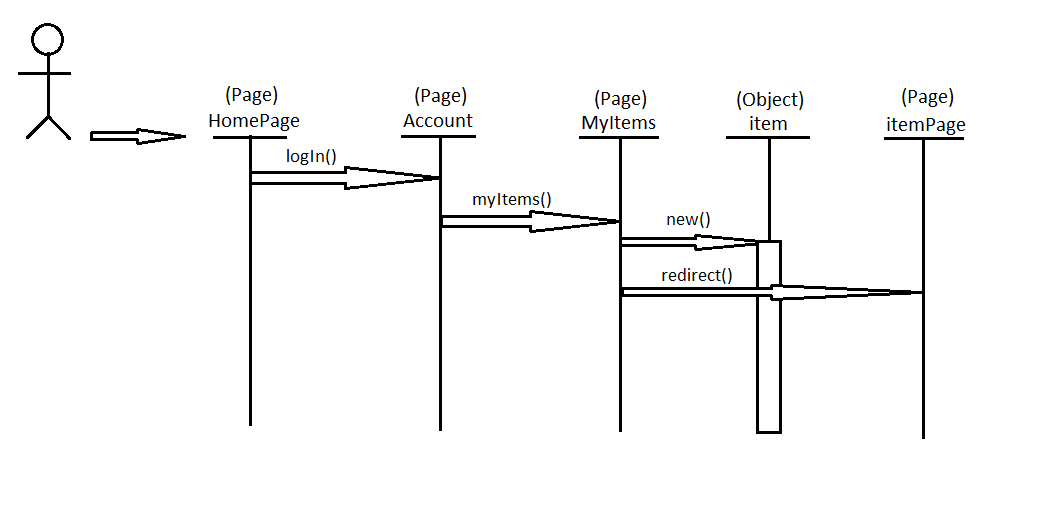 (Page)
HomePage
(Page)
Account
(Page)
MyItems
(Object)
item
(Page)
itemPage
logIn()
myItems()
new()
redirect()